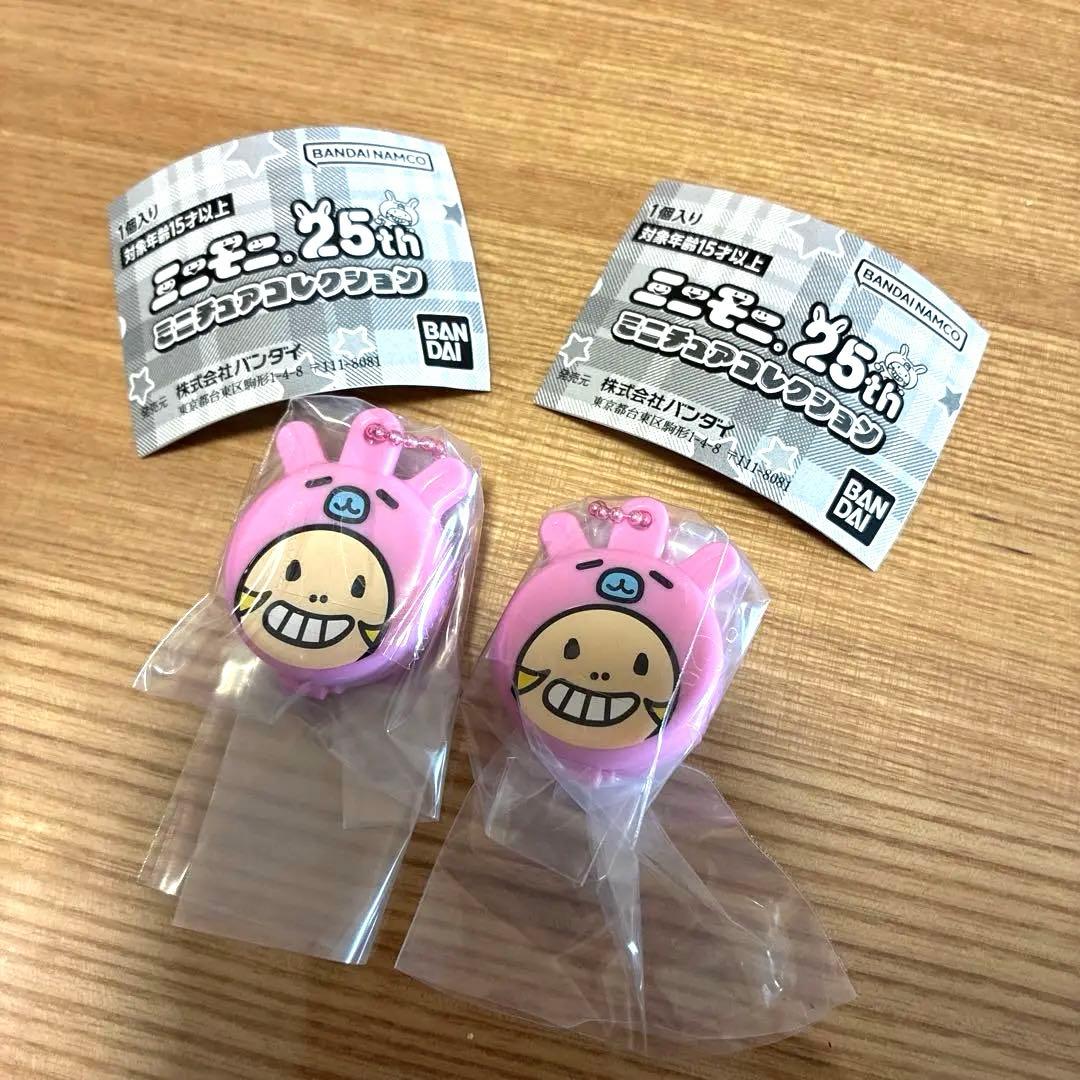 BANDAI NAMCO
1個入り
対象年齢15才以上
ミニモニ。25th
ミニチュアコレクション
発売元 株式会社バンダイ
東京都台東区駒形1-4-8 〒111-8081
BAN
DAI
1個入り
対象年齢15才以上
BANDAI NAMCO
ミニモニ。25th
ミニチュアコレクション
発売元 株式会社バンダイ
東京都台東区駒形1-4-8 〒111-8081
BAN
DAI